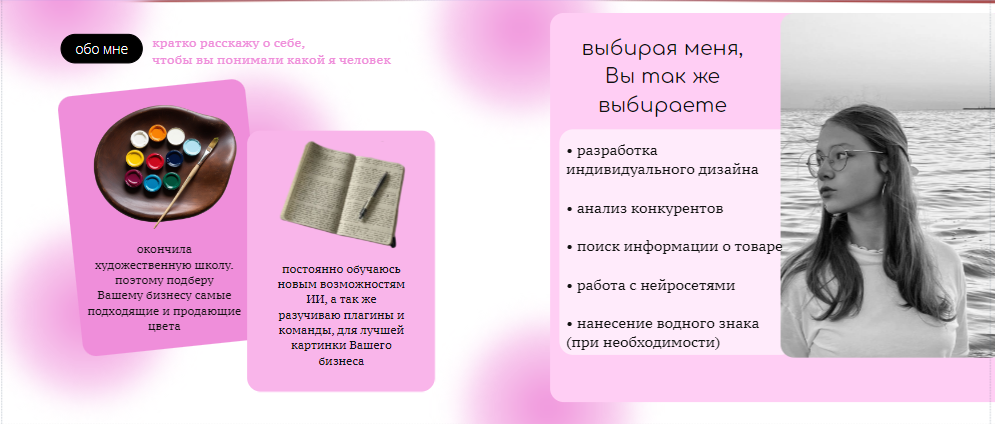 обо мне
кратко расскажу о себе,
чтобы вы понимали какой я человек
окончила
художественную школу.
поэтому подберу
Вашему бизнесу самые
подходящие и продающие
цвета
постоянно обучаюсь
новым возможностям
ИИ, а так же
разучиваю плагины и
команды, для лучшей
картинки Вашего
бизнеса
выбирая меня,
Вы так же
выбираете
• разработка
индивидуального дизайна
• анализ конкурентов
• поиск информации о товаре
• работа с нейросетями
• нанесение водного знака
(при необходимости)